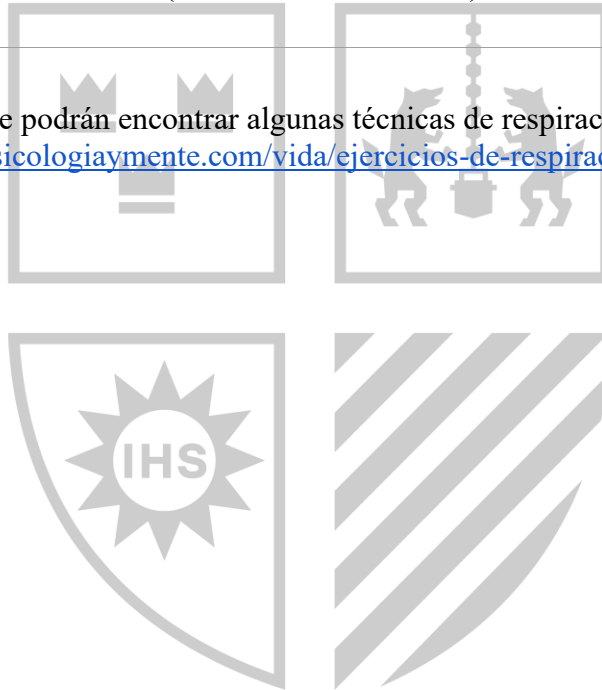 e podrán encontrar algunas técnicas de respirac
sicologiaymente.com/vida/ejercicios-de-respirac
IHS